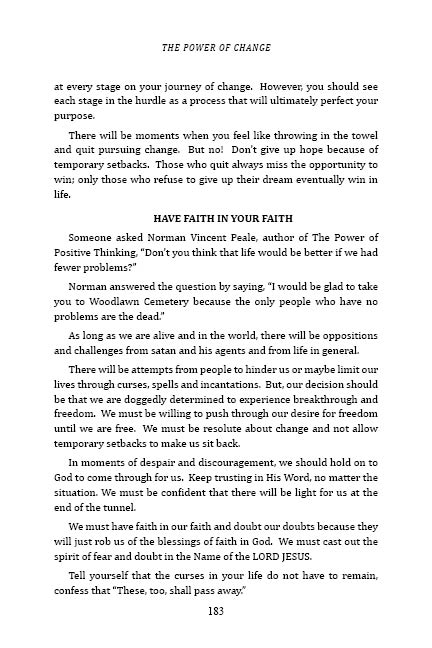 THE POWER OF CHANGE
at every stage on your journey of change.  However, you should see
each stage in the hurdle as a process that will ultimately perfect your
purpose.
There will be moments when you feel like throwing in the towel
and quit pursuing change.  But no!  Don’t give up hope because of
temporary setbacks.  Those who quit always miss the opportunity to
win; only those who refuse to give up their dream eventually win in
life.
HAVE FAITH IN YOUR FAITH
Someone asked Norman Vincent Peale, author of The Power of
Positive Thinking, “Don’t you think that life would be better if we had
fewer problems?”
Norman answered the question by saying, “I would be glad to take
you to Woodlawn Cemetery because the only people who have no
problems are the dead.”
As long as we are alive and in the world, there will be oppositions
and challenges from satan and his agents and from life in general.
There will be attempts from people to hinder us or maybe limit our
lives through curses, spells and incantations.  But, our decision should
be that we are doggedly determined to experience breakthrough and
freedom.  We must be willing to push through our desire for freedom
until we are free.  We must be resolute about change and not allow
temporary setbacks to make us sit back.
In moments of despair and discouragement, we should hold on to
God to come through for us.  Keep trusting in His Word, no matter the
situation. We must be confident that there will be light for us at the
end of the tunnel.
We must have faith in our faith and doubt our doubts because they
will just rob us of the blessings of faith in God.  We must cast out the
spirit of fear and doubt in the Name of the LORD JESUS.
Tell yourself that the curses in your life do not have to remain,
confess that “These, too, shall pass away.”
183